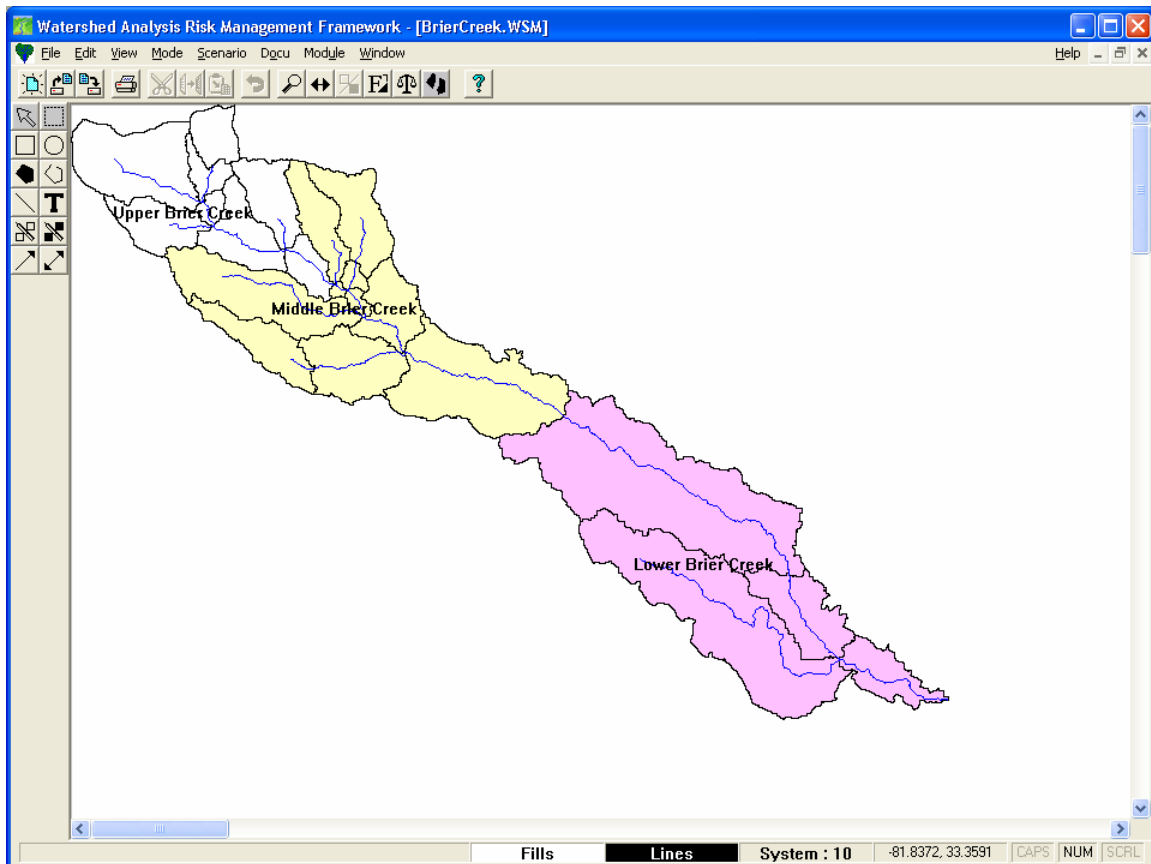 Watershed Analysis Risk Management Framework - [BrierCreek.WSM]
File Edit View Mode Scenario Docu Module Window Help
F
?
T
Upper Brier Creek
Middle Brier Creek
Lower Brier Creek
Fills Lines System : 10 -81.8372, 33.3591 CAPS NUM SCRL